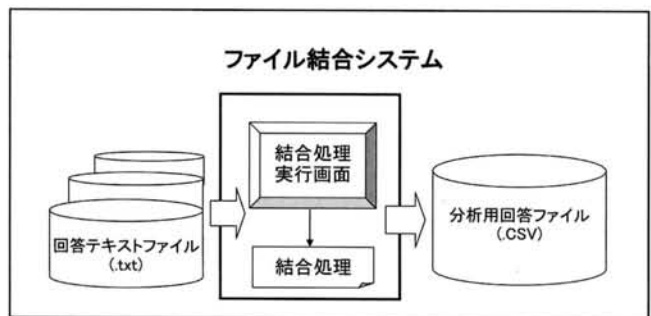 ファイル結合システム
結合処理
実行画面
結合処理
回答テキストファイル
(.txt)
分析用回答ファイル
(.CSV)